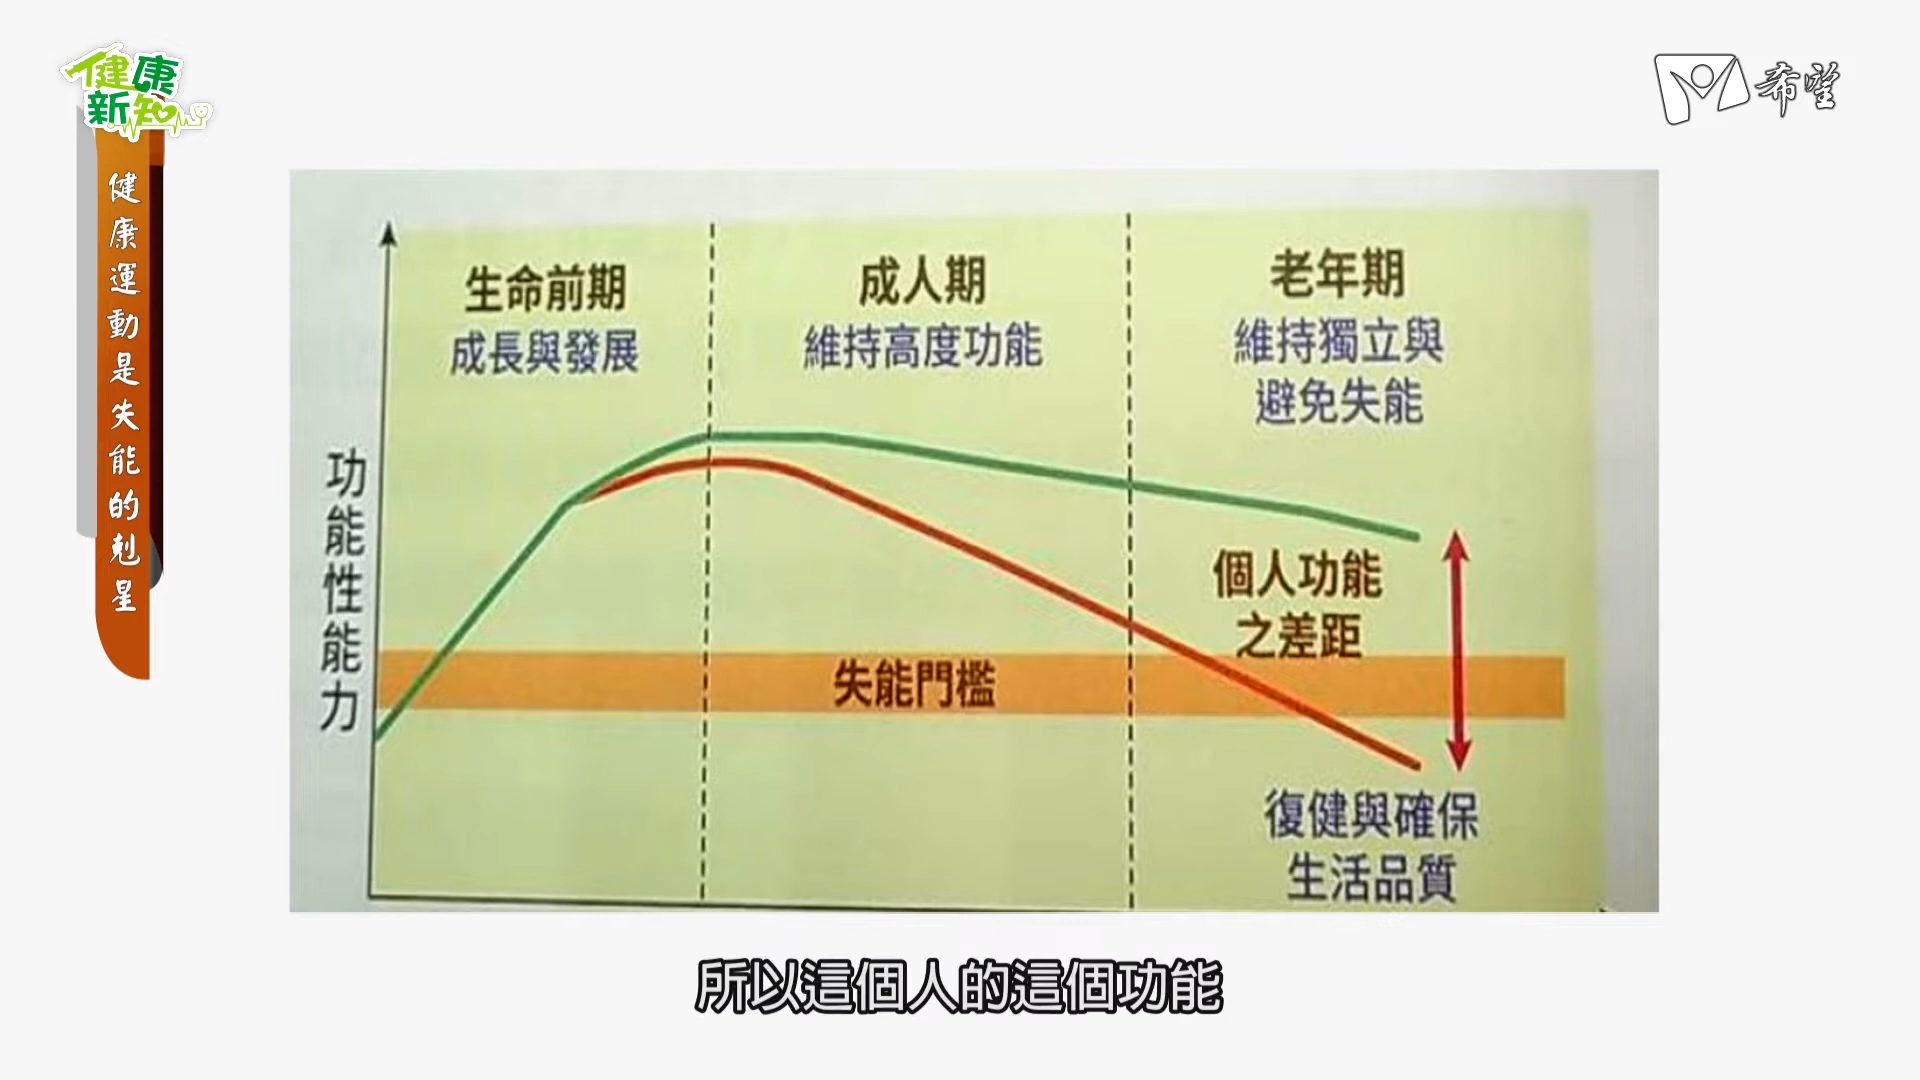 健康
新知
希望
健康運動是失能的剋星
生命前期
成長與發展
成人期
維持高度功能
老年期
維持獨立與
避免失能
功能性能力
個人功能
之差距
失能門檻
復健與確保
生活品質
所以這個人的這個功能